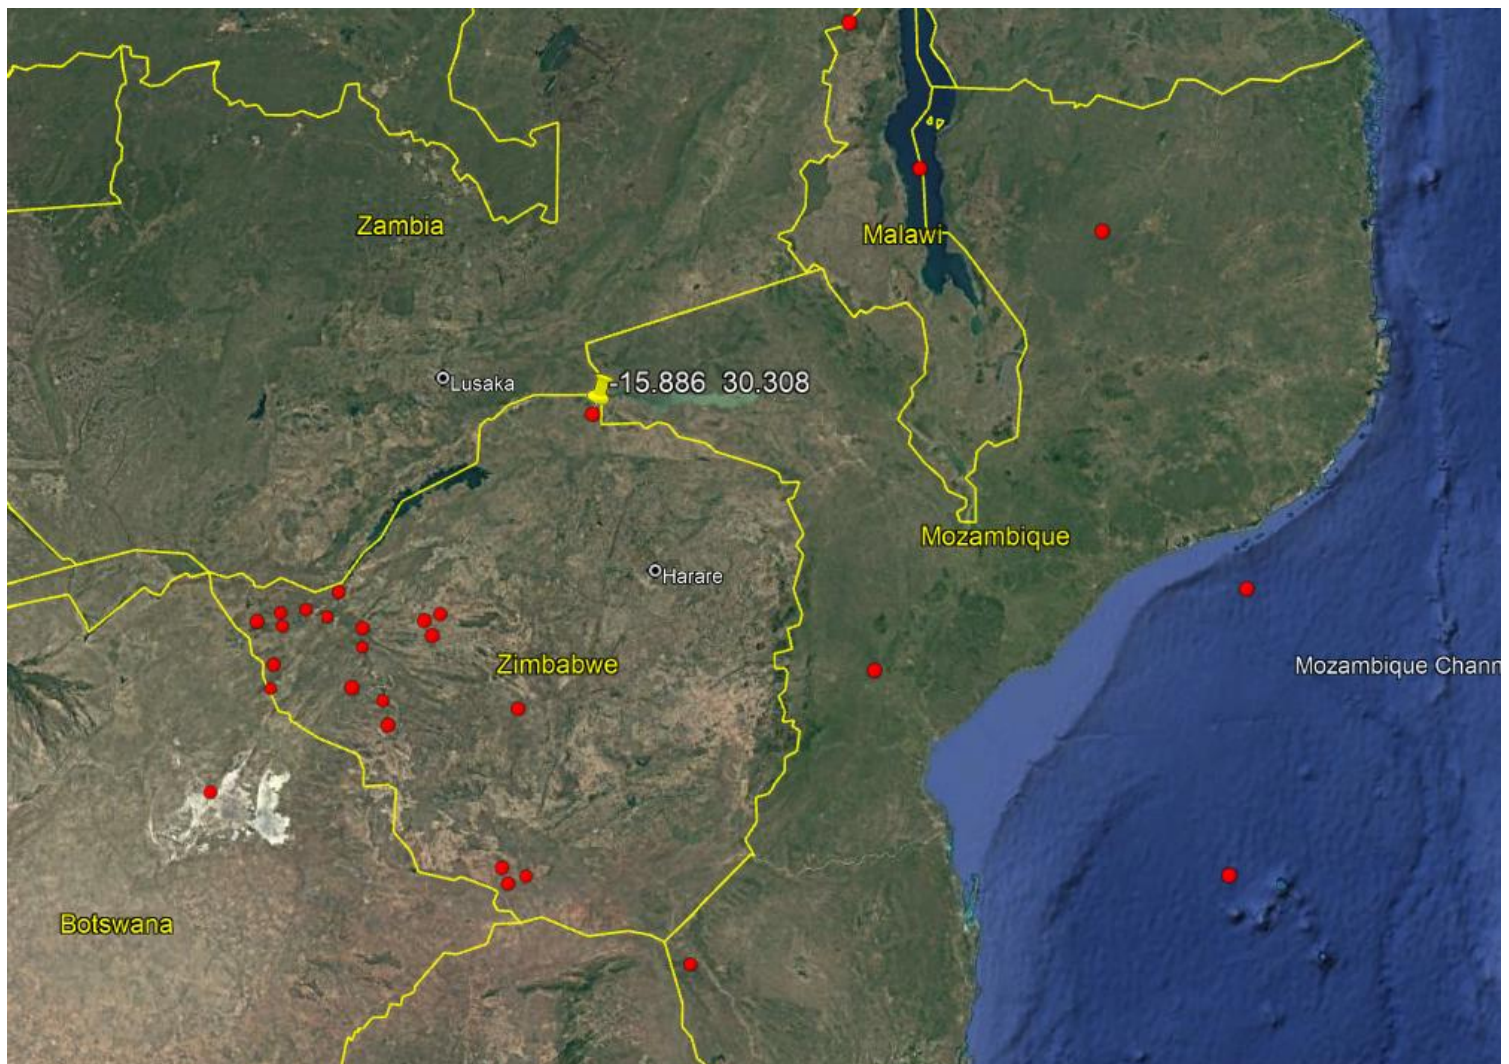 Zambia
Malawi
Lusaka
-15.886  30.308
Mozambique
Harare
Zimbabwe
Mozambique Chann
Botswana